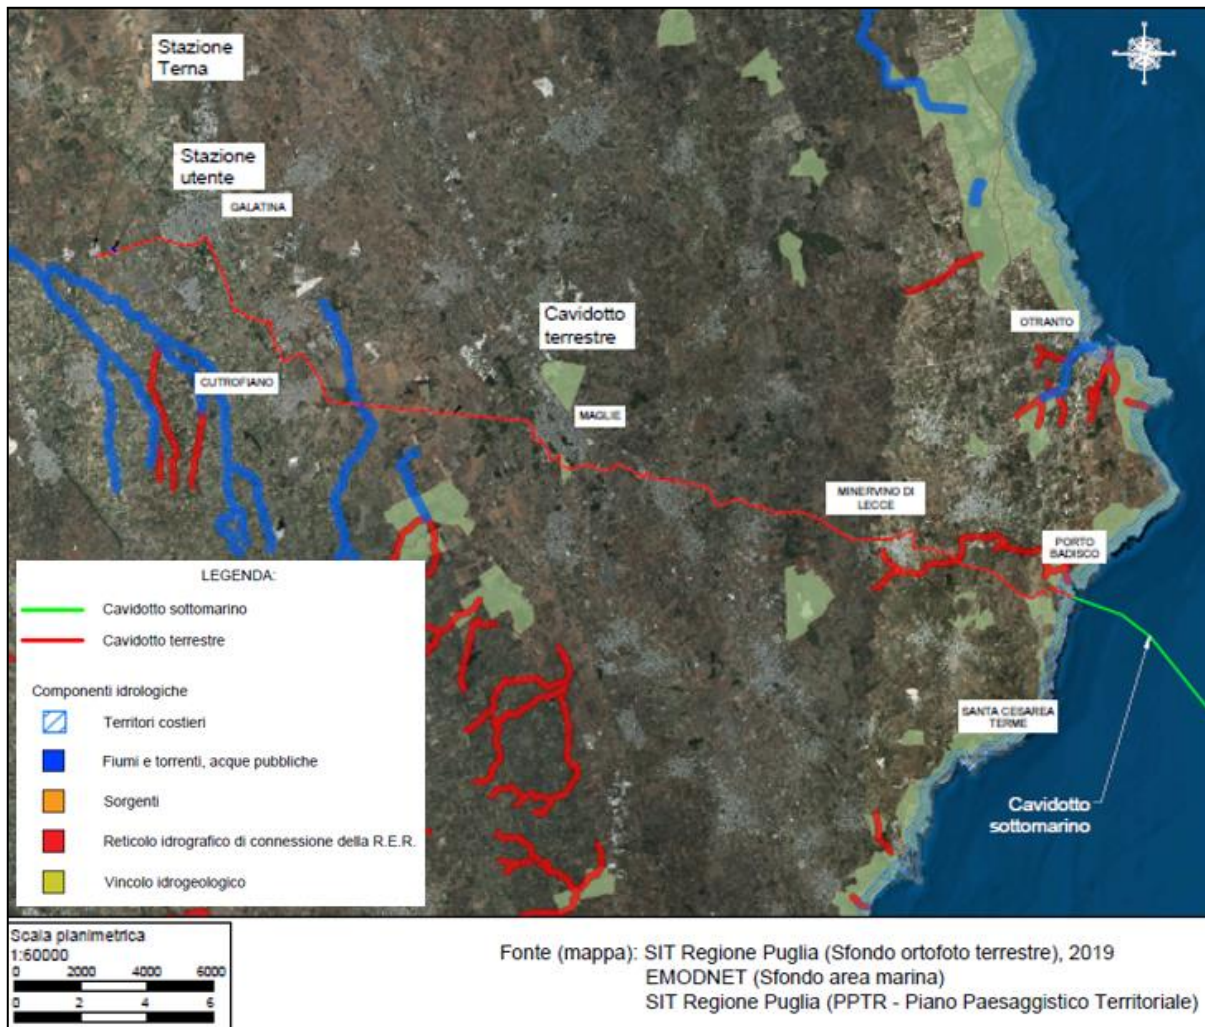 Stazione
Terna
Stazione
utente
GALATINA
Cavidotto
terrestre
OTRANTO
CUTROFIANO
MAGLIE
MINERVINO DI
LECCE
PORTO
BADISCO
SANTA CESAREA
TERME
Cavidotto
sottomarino
LEGENDA:
Cavidotto sottomarino
Cavidotto terrestre
Componenti idrologiche
Territori costieri
Fiumi e torrenti, acque pubbliche
Sorgenti
Reticolo idrografico di connessione della R.E.R.
Vincolo idrogeologico
Scala planimetrica
1:60000
0 2000 4000 6000
0 2 4 6
Fonte (mappa): SIT Regione Puglia (Sfondo ortofoto terrestre), 2019
EMODNET (Sfondo area marina)
SIT Regione Puglia (PPTR - Piano Paesaggistico Territoriale)